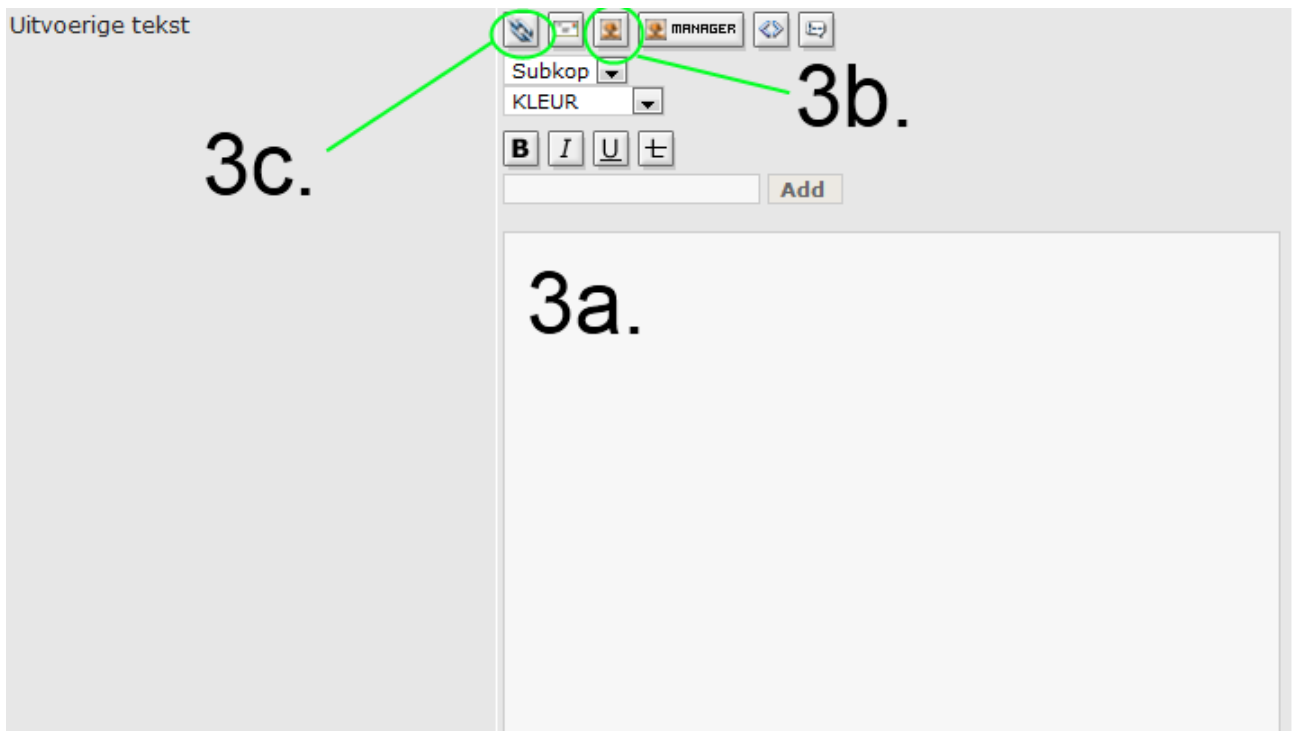 Uitvoerige tekst
MANAGER
Subkop
3b.
KLEUR
3c.
B I U t
Add
3a.